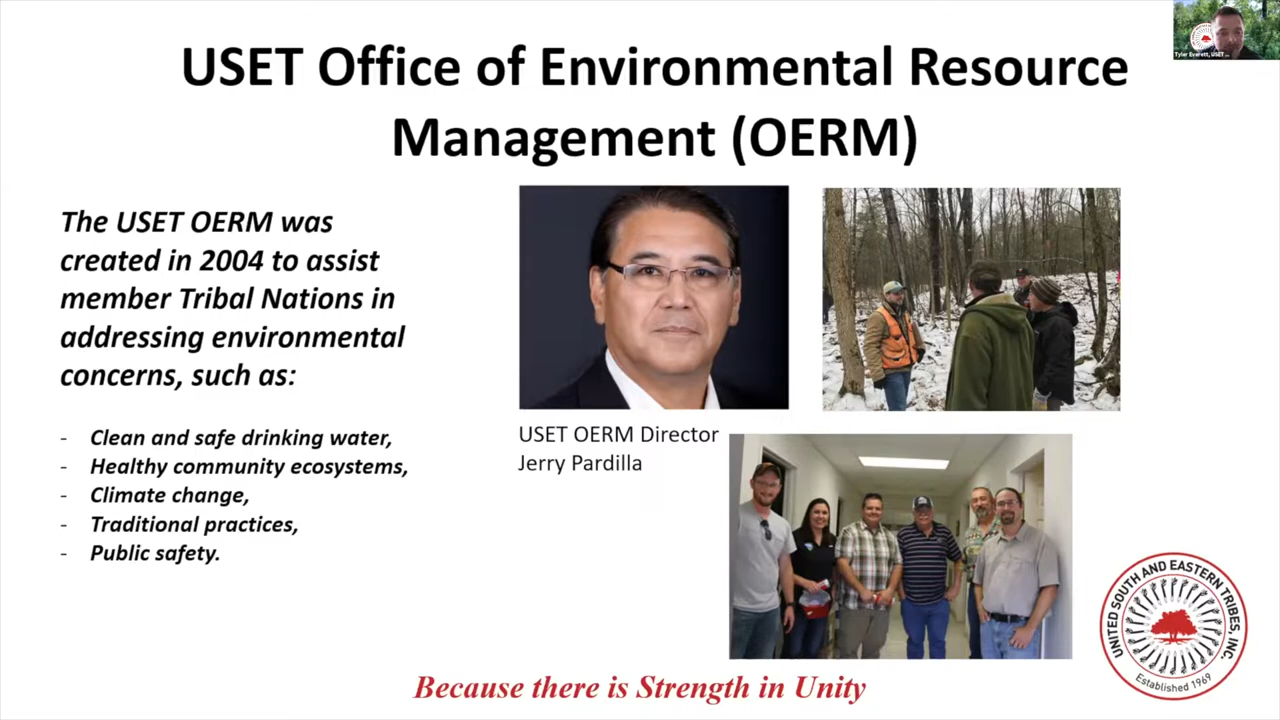 USET Office of Environmental Resource
Management (OERM)
The USET OERM was
created in 2004 to assist
member Tribal Nations in
addressing environmental
concerns, such as:
- Clean and safe drinking water,
- Healthy community ecosystems,
- Climate change,
- Traditional practices,
- Public safety.
USET OERM Director
Jerry Pardilla
Because there is Strength in Unity
UNITED SOUTH AND EASTERN TRIBES, INC.
Established 1969
Tyler Everett, USET ...